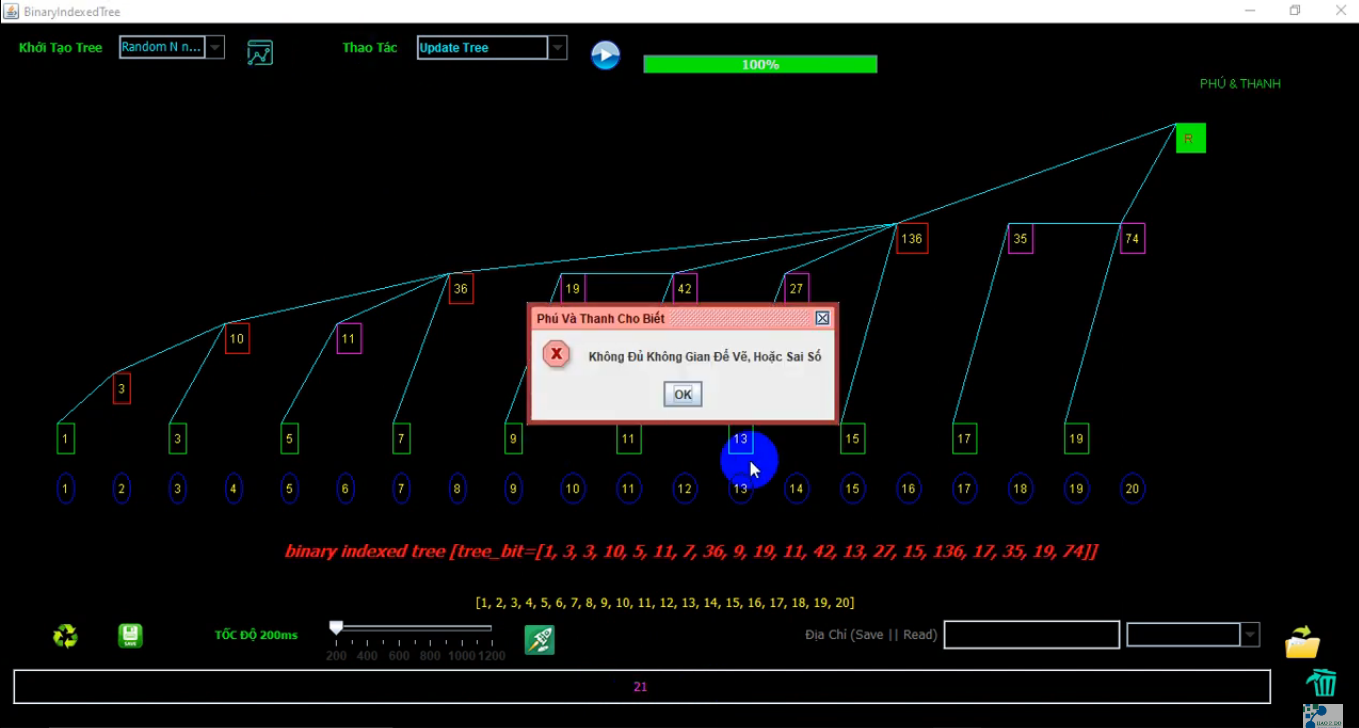 BinaryIndexedTree
Khởi Tạo Tree
Random N n...
Thao Tác
Update Tree
100%
PHÚ & THANH
R
136
35
74
36
19
42
27
10
11
3
Phú Và Thanh Cho Biết
Không Đủ Không Gian Để Vẽ, Hoặc Sai Số
OK
1 3 5 7 9 11 13 15 17 19
1 2 3 4 5 6 7 8 9 10 11 12 13 14 15 16 17 18 19 20
binary indexed tree [tree_bit=[1, 3, 3, 10, 5, 11, 7, 36, 9, 19, 11, 42, 13, 27, 15, 136, 17, 35, 19, 74]]
[1, 2, 3, 4, 5, 6, 7, 8, 9, 10, 11, 12, 13, 14, 15, 16, 17, 18, 19, 20]
SAVE
TỐC ĐỘ 200ms
200 400 600 800 1000 1200
Địa Chỉ (Save || Read)
21